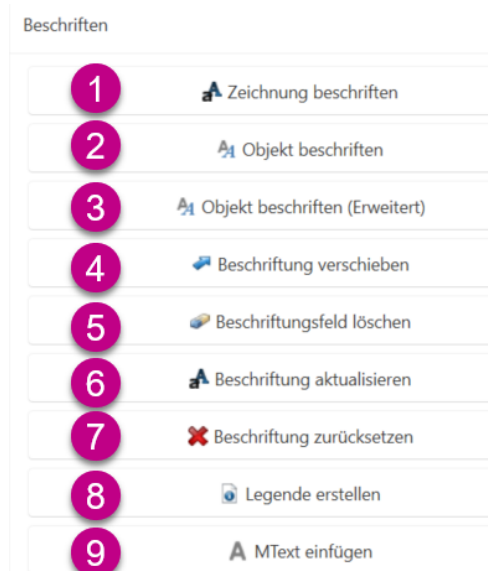 Beschriften
1 Zeichnung beschriften
2 Objekt beschriften
3 Objekt beschriften (Erweitert)
4 Beschriftung verschieben
5 Beschriftungsfeld löschen
6 Beschriftung aktualisieren
7 Beschriftung zurücksetzen
8 Legende erstellen
9 MText einfügen